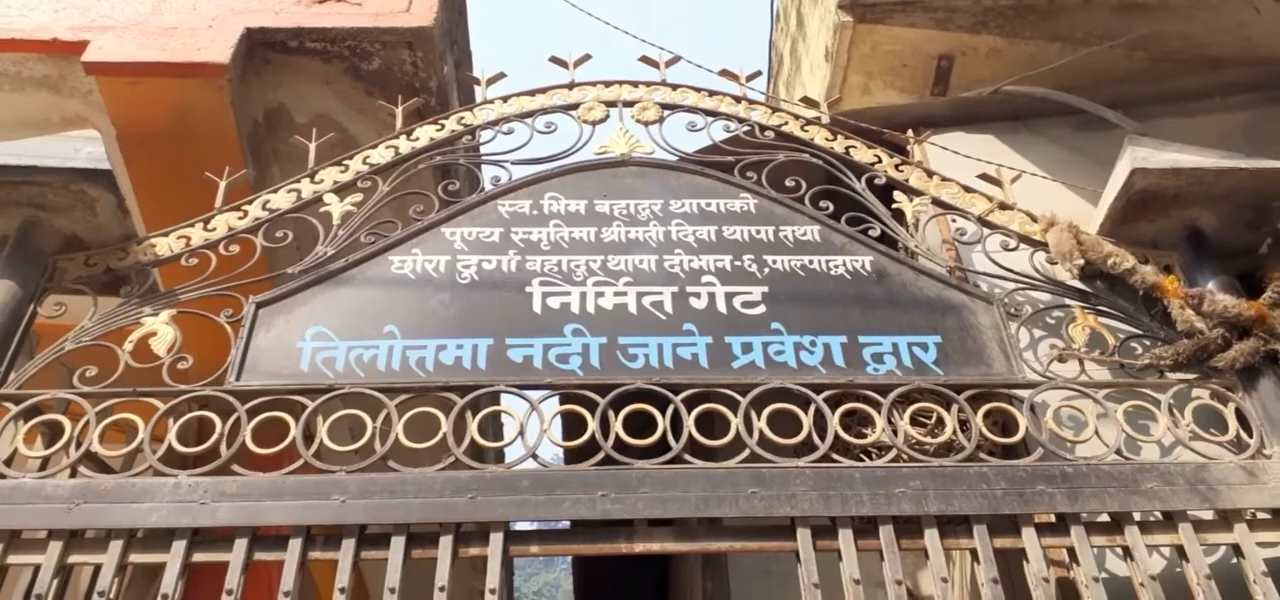 स्व. भिम बहादुर थापाको
पूण्य स्मृतिमा श्रीमती दिवा थापा तथा
छोरा दुर्गा बहादुर थापा दोभान-६,पाल्पाद्वारा
निर्मित गेट
तिलोत्तमा नदी जाने प्रवेश द्वार